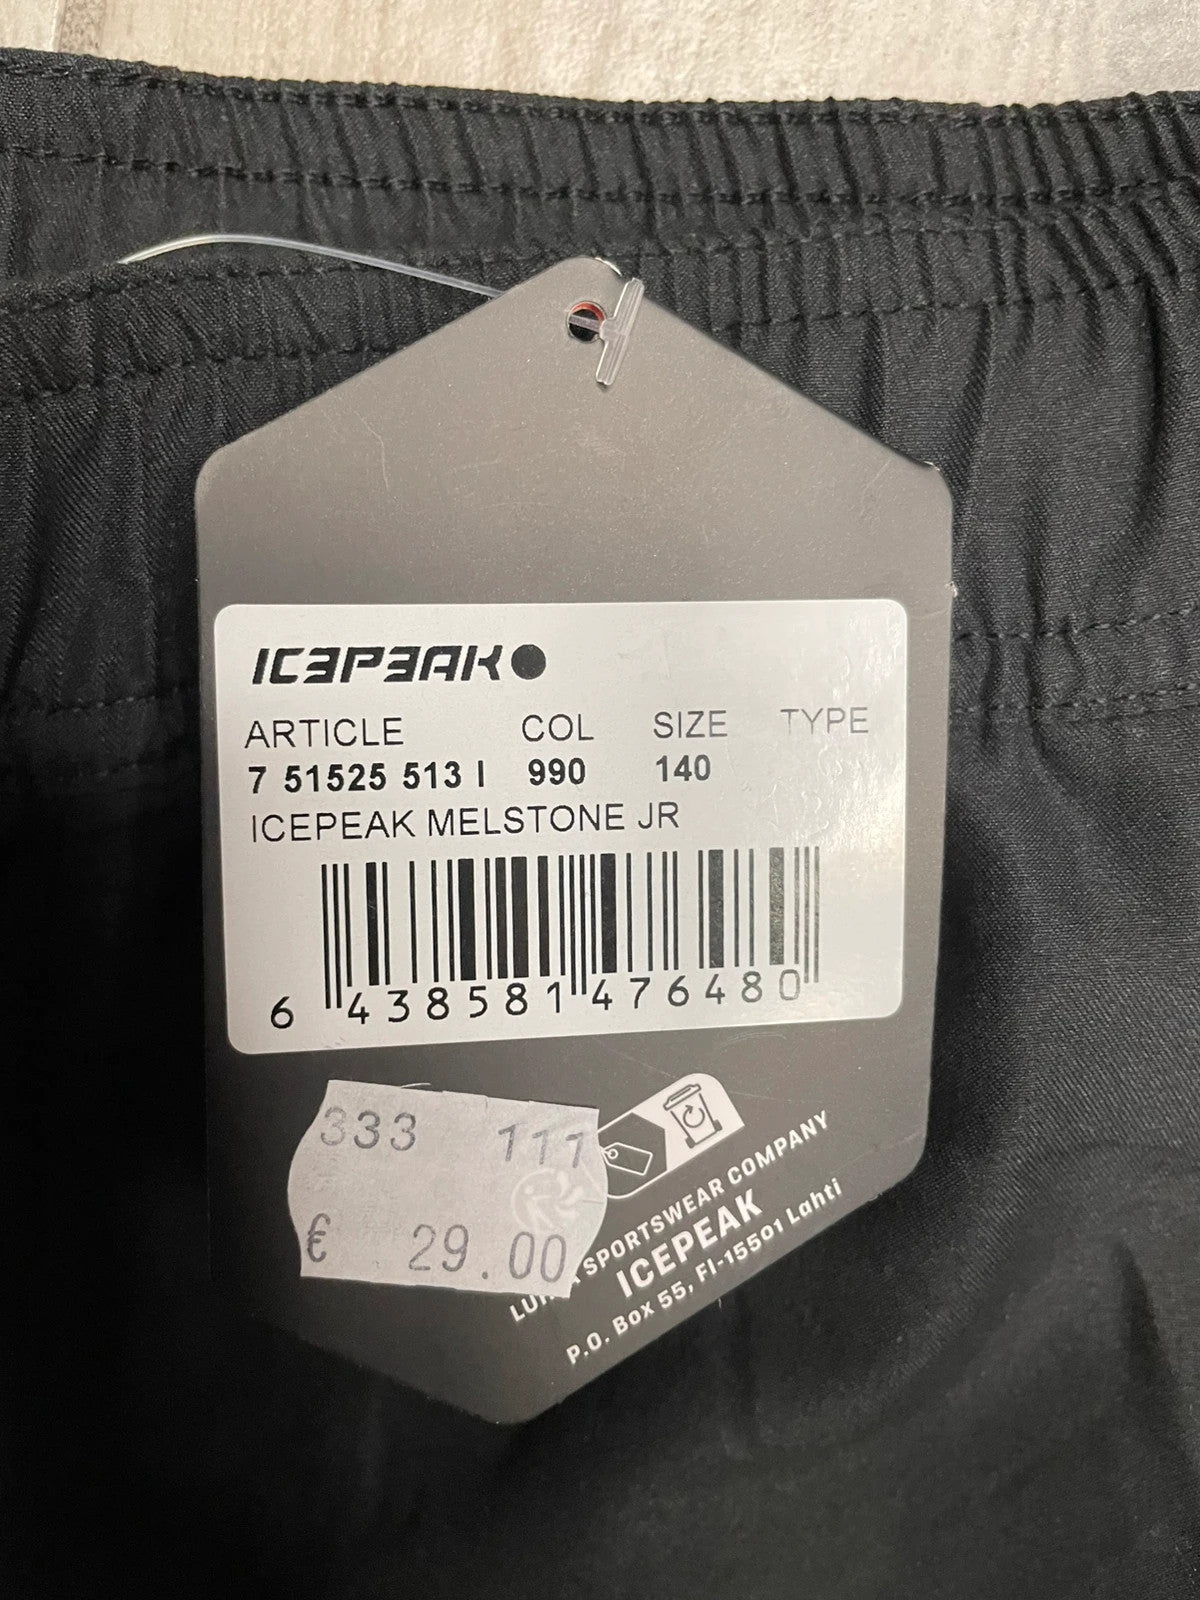 ICEPEAK
ARTICLE COL SIZE TYPE
7 51525 513 I 990 140
ICEPEAK MELSTONE JR
6 438581 476480
333 111
€ 29.00
SPORTSWEAR COMPANY
ICEPEAK
P.O. Box 55, FI-15501 Lahti